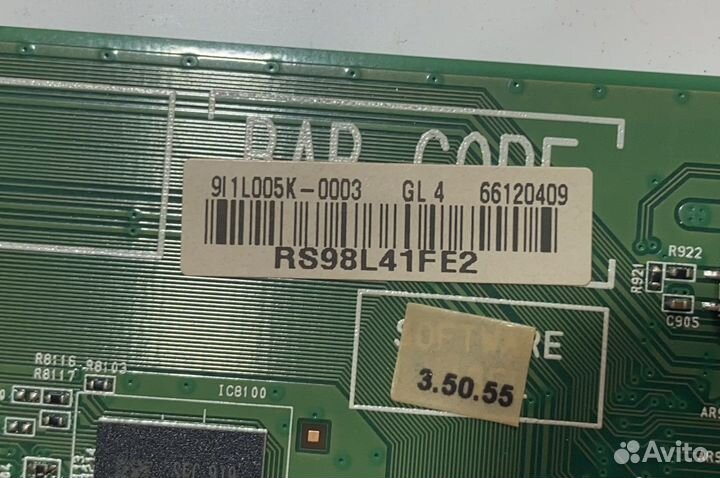 BAR CODE
9I1L005K-0003 GL4 66120409
RS98L41FE2
R922
R921
C905
SOFTWARE
3.50.55
R8116 R8103
R8117
IC8100
Avito